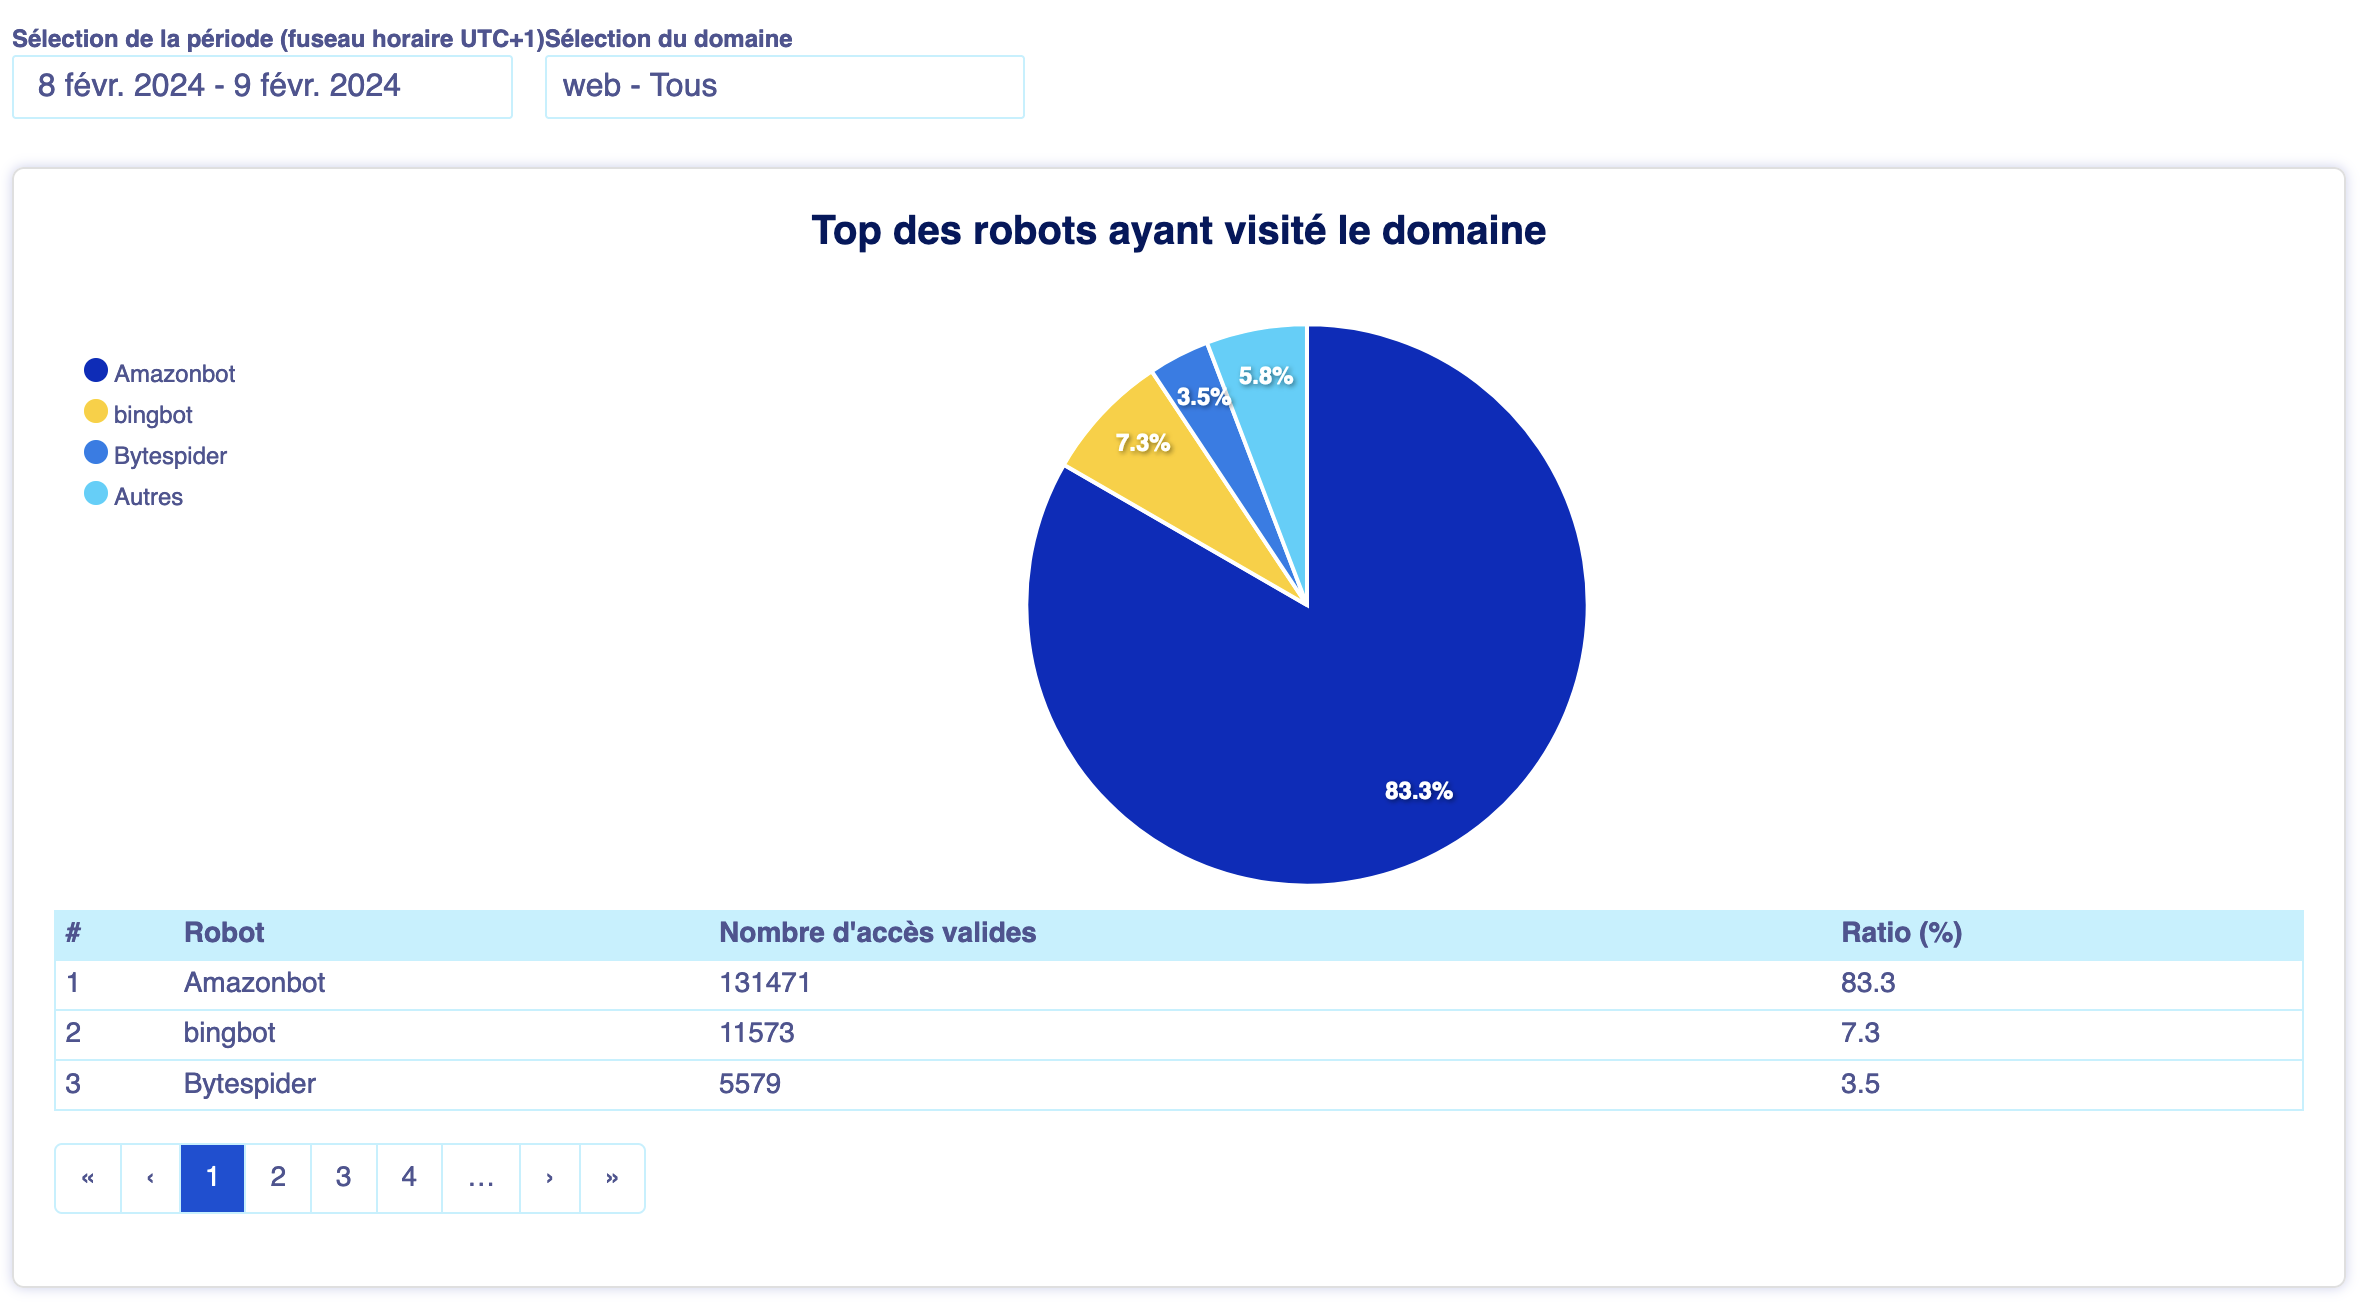 Sélection de la période (fuseau horaire UTC+1)Sélection du domaine
8 févr. 2024 - 9 févr. 2024 web - Tous
Top des robots ayant visité le domaine
Amazonbot
bingbot
Bytespider
Autres
5.8%
3.5%
7.3%
83.3%
# Robot Nombre d'accès valides Ratio (%)
1 Amazonbot 131471 83.3
2 bingbot 11573 7.3
3 Bytespider 5579 3.5
« ‹ 1 2 3 4 … › »